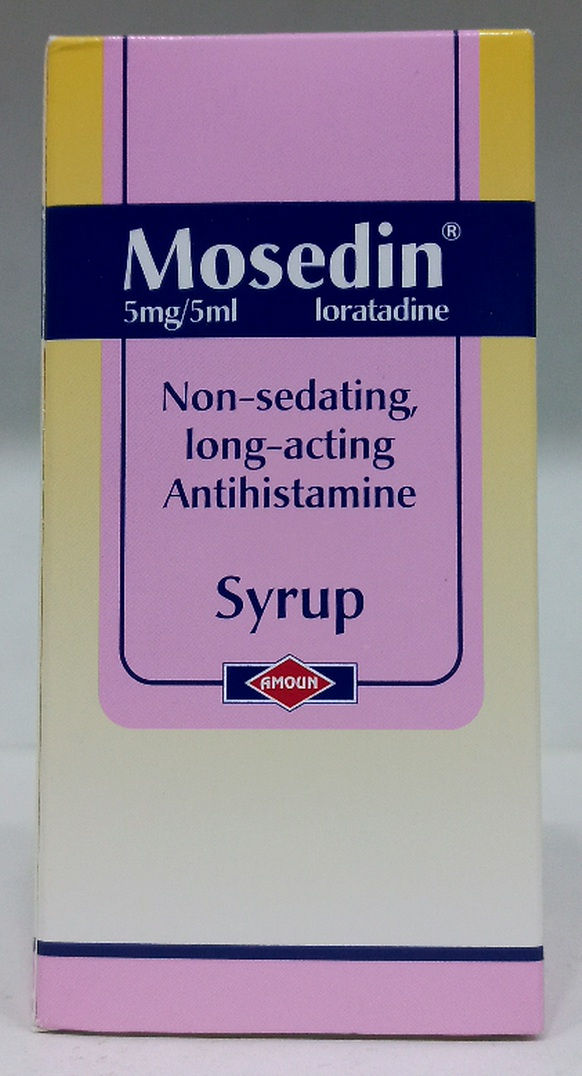 Mosedin®
5mg/5ml loratadine
Non-sedating,
long-acting
Antihistamine
Syrup
AMOUN